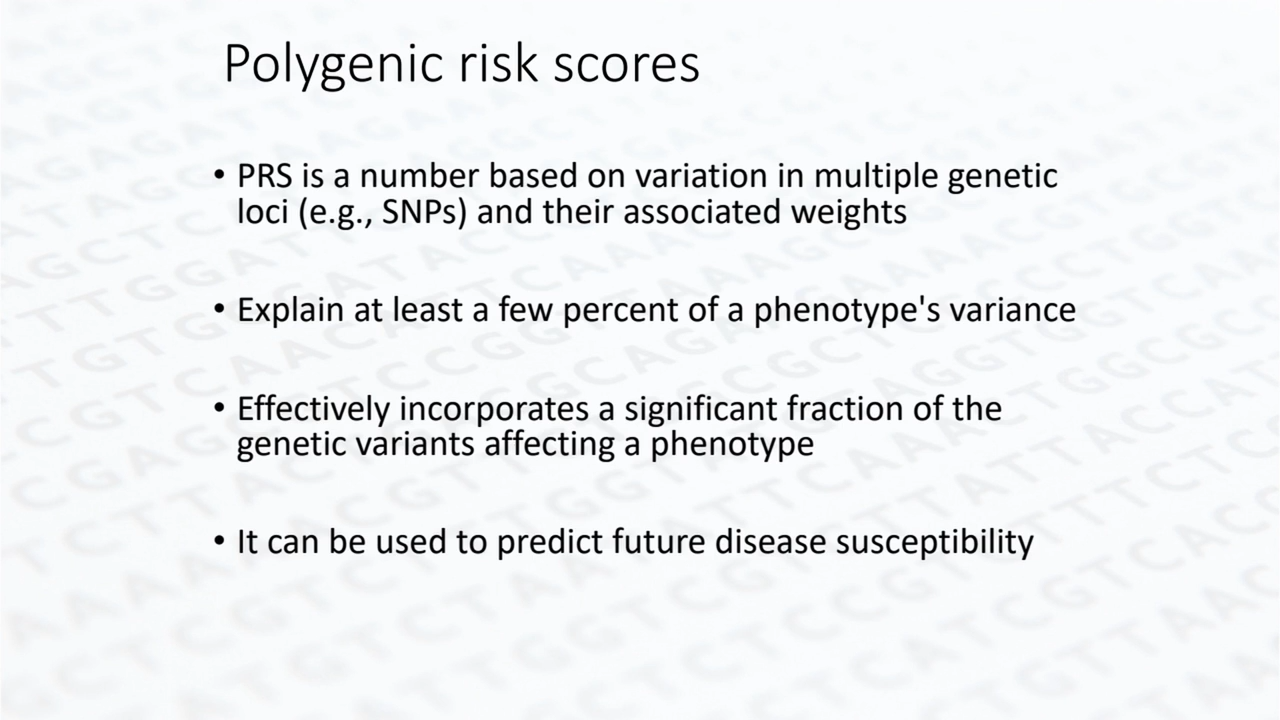 Polygenic risk scores
• PRS is a number based on variation in multiple genetic
loci (e.g., SNPs) and their associated weights
• Explain at least a few percent of a phenotype's variance
• Effectively incorporates a significant fraction of the
genetic variants affecting a phenotype
• It can be used to predict future disease susceptibility